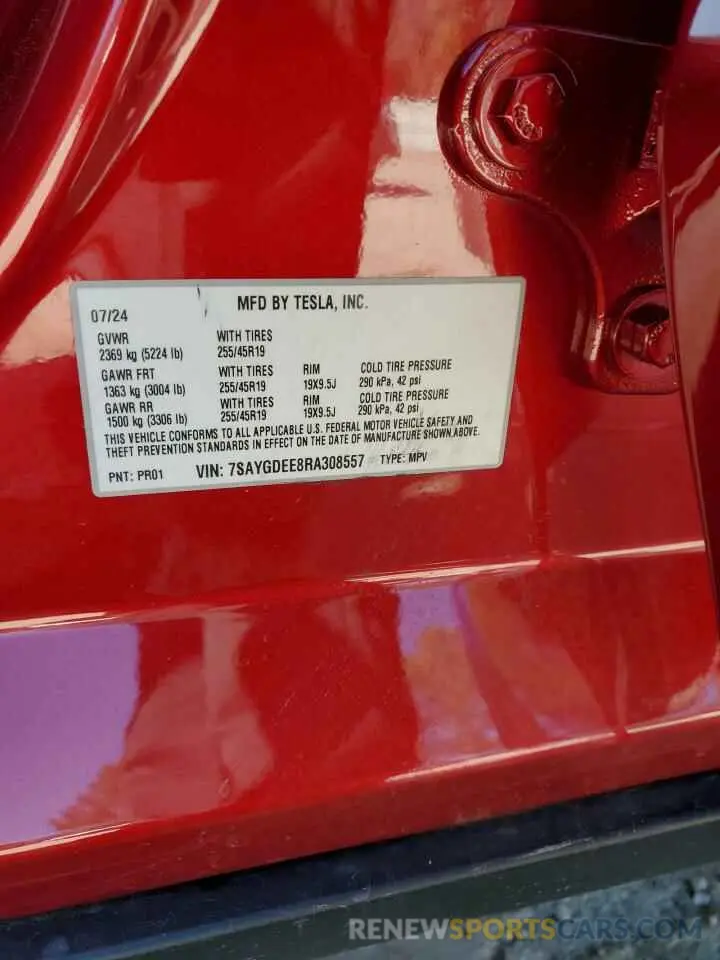 07/24 MFD BY TESLA, INC.
GVWR WITH TIRES
2369 kg (5224 lb) 255/45R19
GAWR FRT WITH TIRES RIM COLD TIRE PRESSURE
1363 kg (3004 lb) 255/45R19 19X9.5J 290 kPa, 42 psi
GAWR RR WITH TIRES RIM COLD TIRE PRESSURE
1500 kg (3306 lb) 255/45R19 19X9.5J 290 kPa, 42 psi
THIS VEHICLE CONFORMS TO ALL APPLICABLE U.S. FEDERAL MOTOR VEHICLE SAFETY AND
THEFT PREVENTION STANDARDS IN EFFECT ON THE DATE OF MANUFACTURE SHOWN ABOVE.
PNT: PR01 VIN: 7SAYGDEE8RA308557 TYPE: MPV
RENEWSPORTSCARS.COM